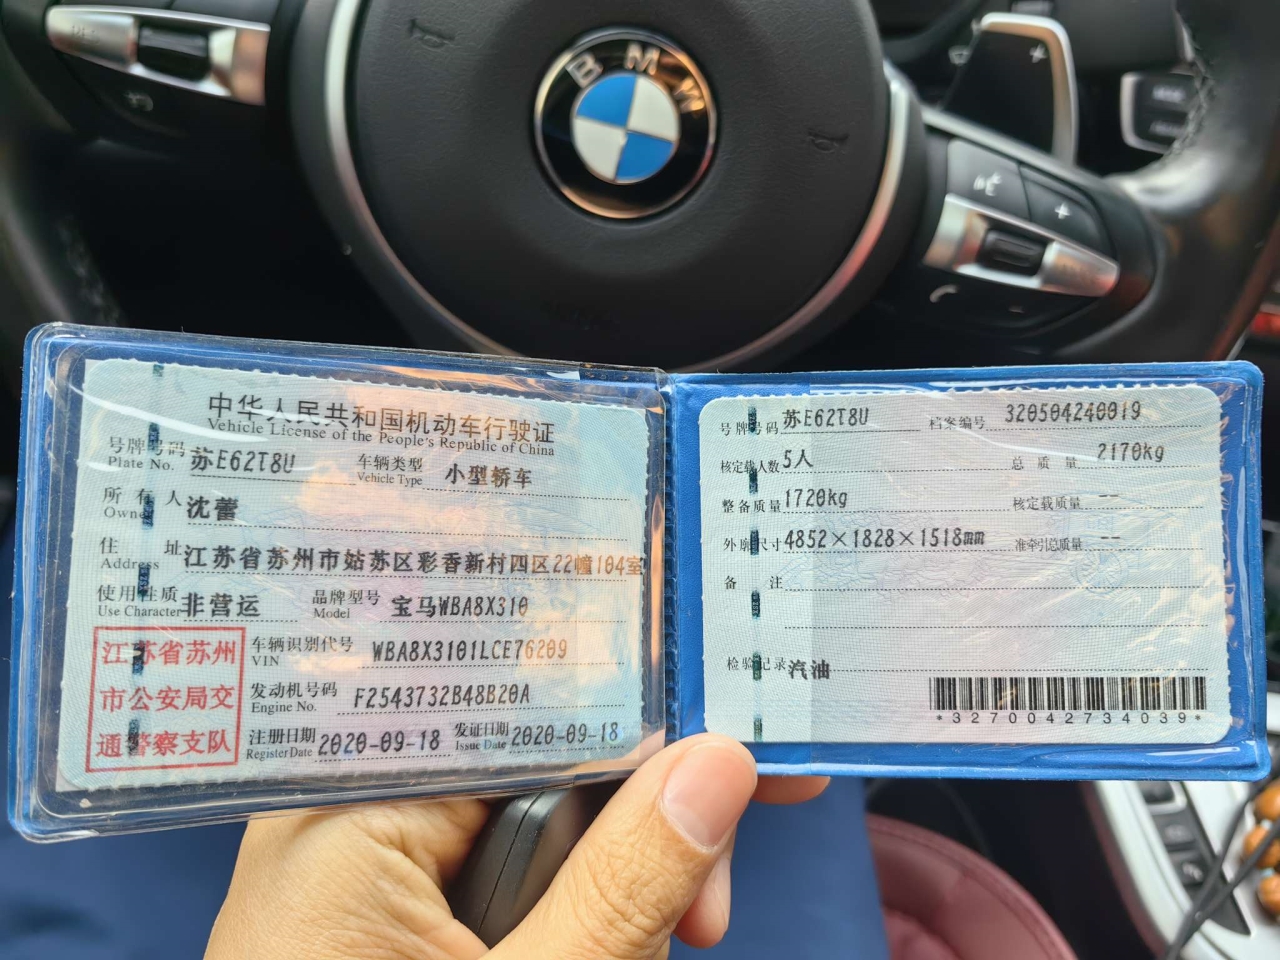 BMW
中华人民共和国机动车行驶证
Vehicle License of the People's Republic of China
号牌号码 苏E62T8U 车辆类型 小型轿车
Plate No. Vehicle Type
所有人 沈蕾
Owner
住址 江苏省苏州市姑苏区彩香新村四区22幢104室
Address
使用性质 非营运 品牌型号 宝马WBA8X310
Use Character Model
江苏省苏州
市公安局交
通警察支队
车辆识别代号 WBA8X3101LCE76209
VIN
发动机号码 F2543732B48B20A
Engine No.
注册日期 2020-09-18 发证日期 2020-09-18
Register Date Issue Date
号牌号码 苏E62T8U 档案编号 320504240019
核定载人数 5人 总质量 2170kg
整备质量 1720kg 核定载质量 --
外廓尺寸 4852×1828×1518mm 准牵引总质量 --
备注
检验记录 汽油
*3270042734039*